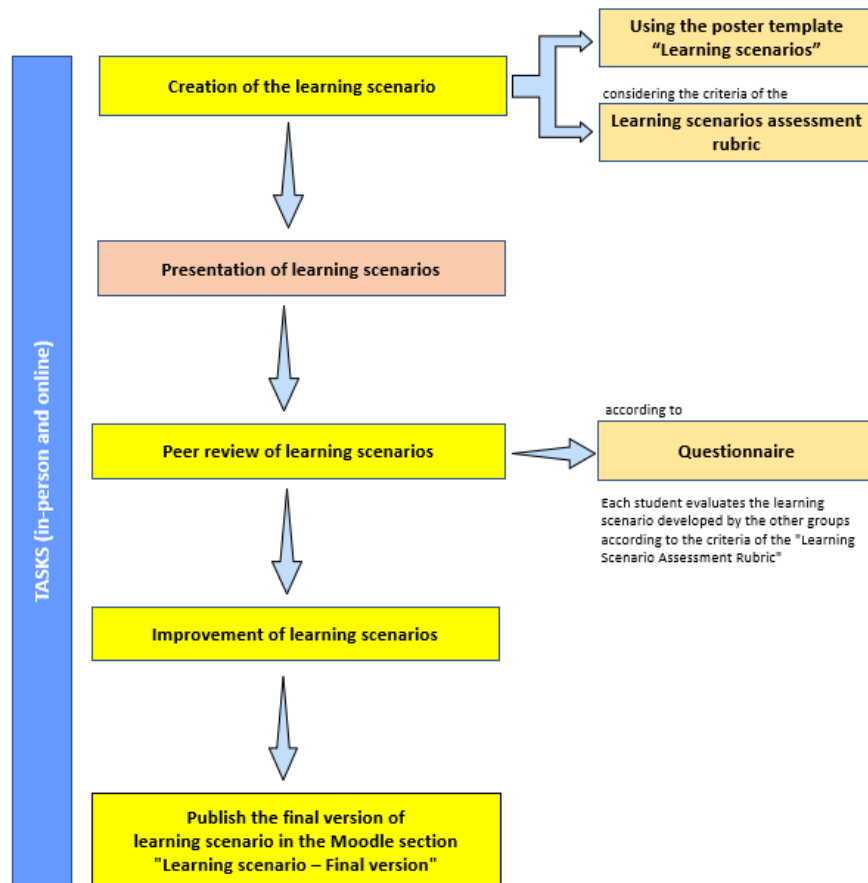 TASKS (in-person and online)
Creation of the learning scenario
Using the poster template
“Learning scenarios”
considering the criteria of the
Learning scenarios assessment
rubric
Presentation of learning scenarios
Peer review of learning scenarios
according to
Questionnaire
Each student evaluates the learning
scenario developed by the other groups
according to the criteria of the "Learning
Scenario Assessment Rubric"
Improvement of learning scenarios
Publish the final version of
learning scenario in the Moodle section
"Learning scenario – Final version"